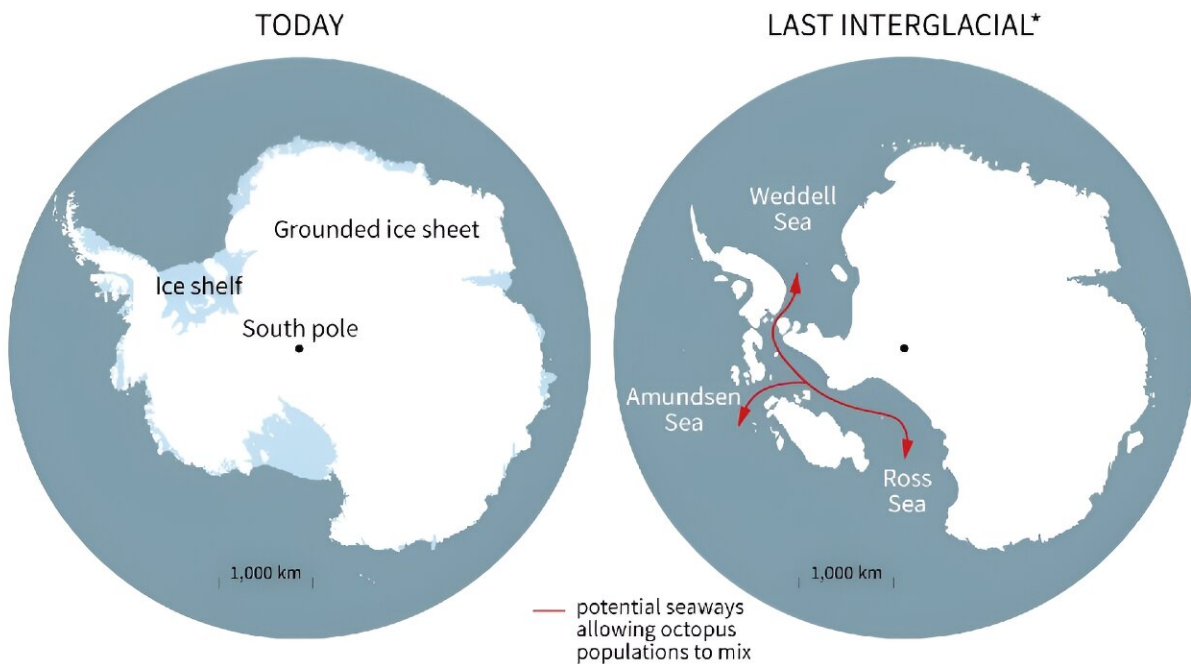 TODAY
Grounded ice sheet
Ice shelf
South pole
1,000 km
LAST INTERGLACIAL*
Weddell
Sea
Amundsen
Sea
Ross
Sea
1,000 km
potential seaways
allowing octopus
populations to mix